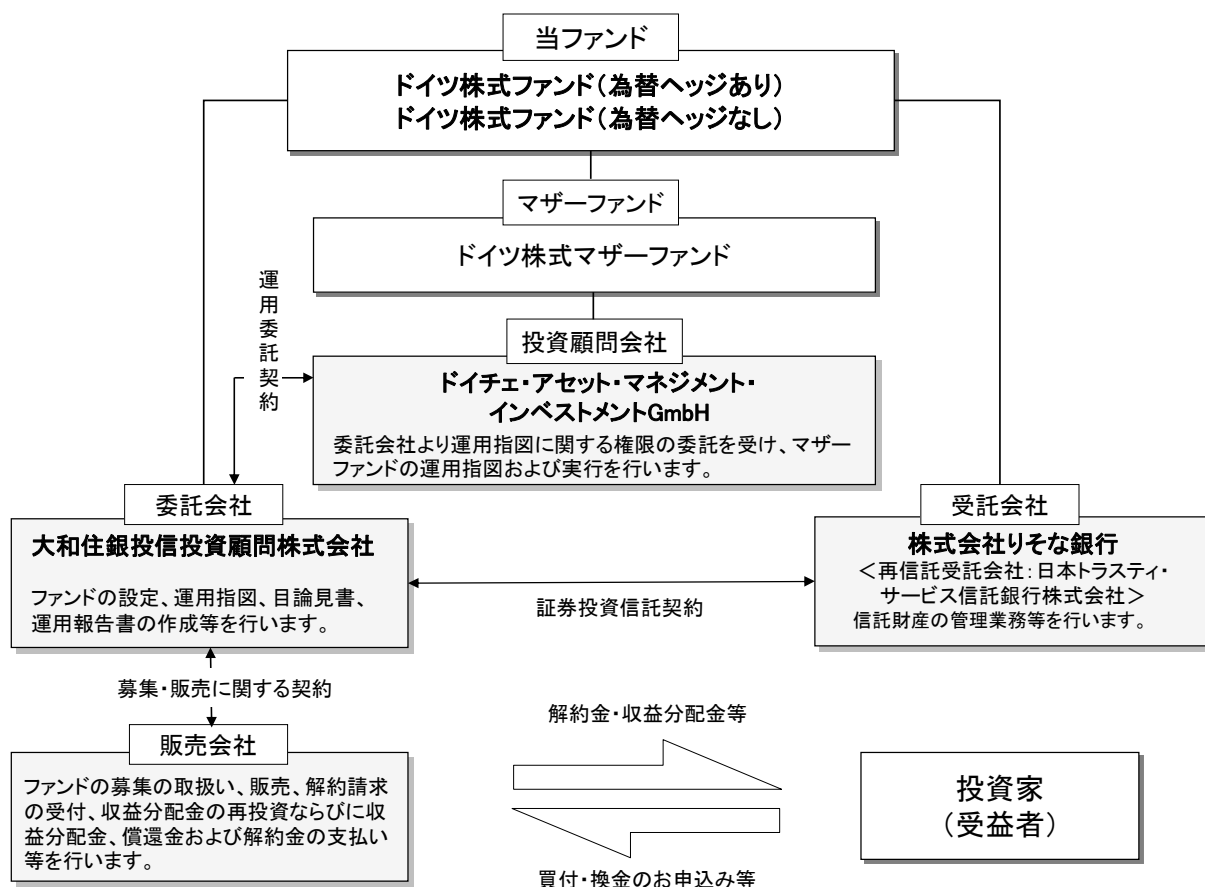 当ファンド
ドイツ株式ファンド（為替ヘッジあり）
ドイツ株式ファンド（為替ヘッジなし）
マザーファンド
ドイツ株式マザーファンド
運用委託契約
投資顧問会社
ドイチェ・アセット・マネジメント・
インベストメントGmbH
委託会社より運用指図に関する権限の委託を受け、マザー
ファンドの運用指図および実行を行います。
委託会社
大和住銀投信投資顧問株式会社
ファンドの設定、運用指図、目論見書、
運用報告書の作成等を行います。
証券投資信託契約
受託会社
株式会社りそな銀行
＜再信託受託会社：日本トラスティ・
サービス信託銀行株式会社＞
信託財産の管理業務等を行います。
募集・販売に関する契約
販売会社
ファンドの募集の取扱い、販売、解約請求
の受付、収益分配金の再投資ならびに収
益分配金、償還金および解約金の支払い
等を行います。
解約金・収益分配金等
買付・換金のお申込み等
投資家
（受益者）